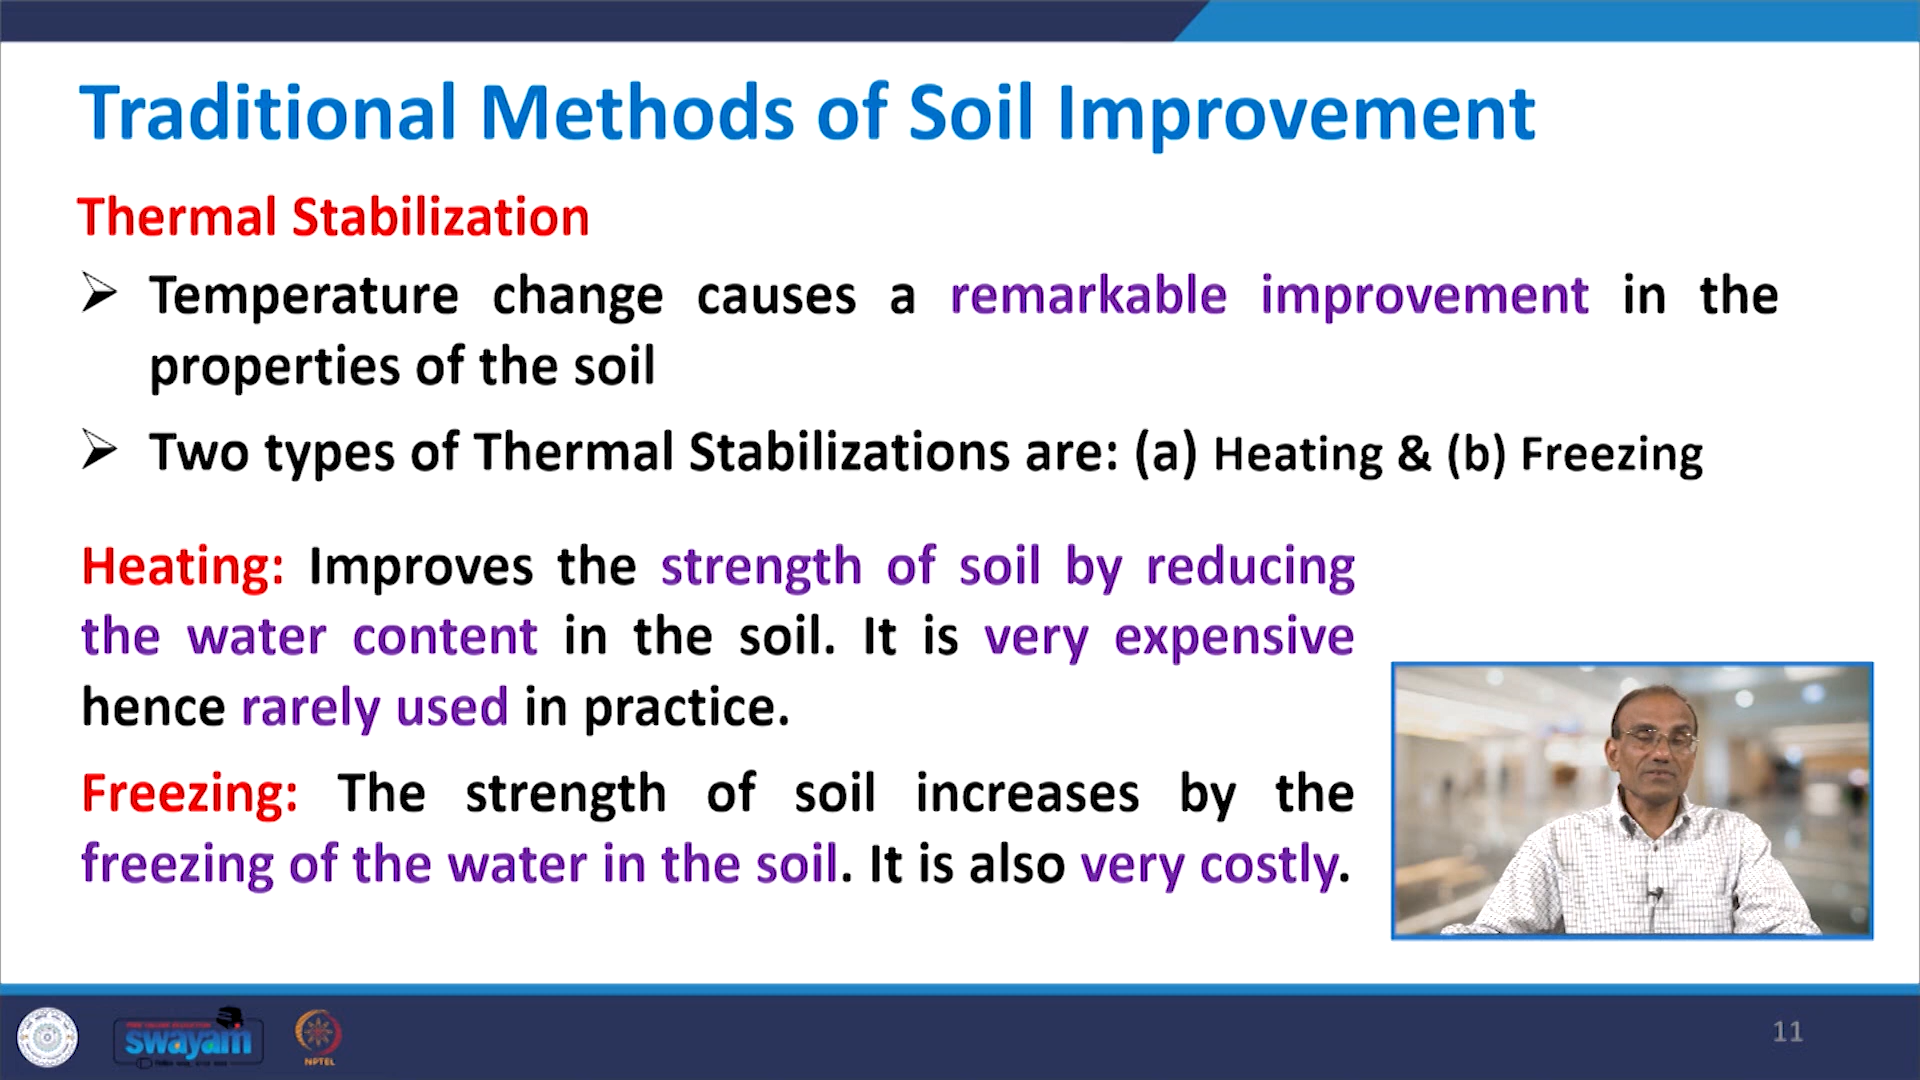 Traditional Methods of Soil Improvement
Thermal Stabilization
➢ Temperature change causes a remarkable improvement in the
properties of the soil
➢ Two types of Thermal Stabilizations are: (a) Heating & (b) Freezing
Heating: Improves the strength of soil by reducing
the water content in the soil. It is very expensive
hence rarely used in practice.
Freezing: The strength of soil increases by the
freezing of the water in the soil. It is also very costly.
swayam
NPTEL
11